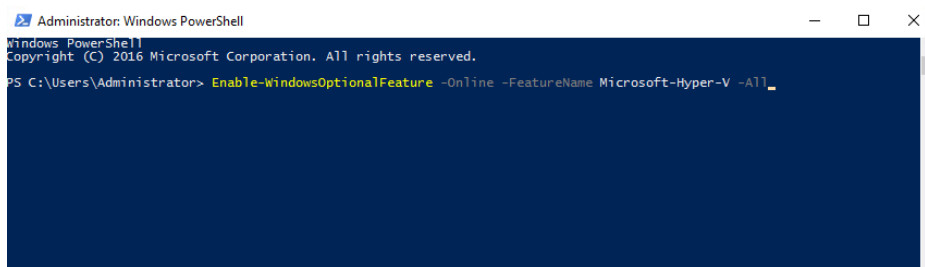 Administrator: Windows PowerShell
Windows PowerShell
Copyright (C) 2016 Microsoft Corporation. All rights reserved.
PS C:\Users\Administrator> Enable-WindowsOptionalFeature -Online -FeatureName Microsoft-Hyper-V -All